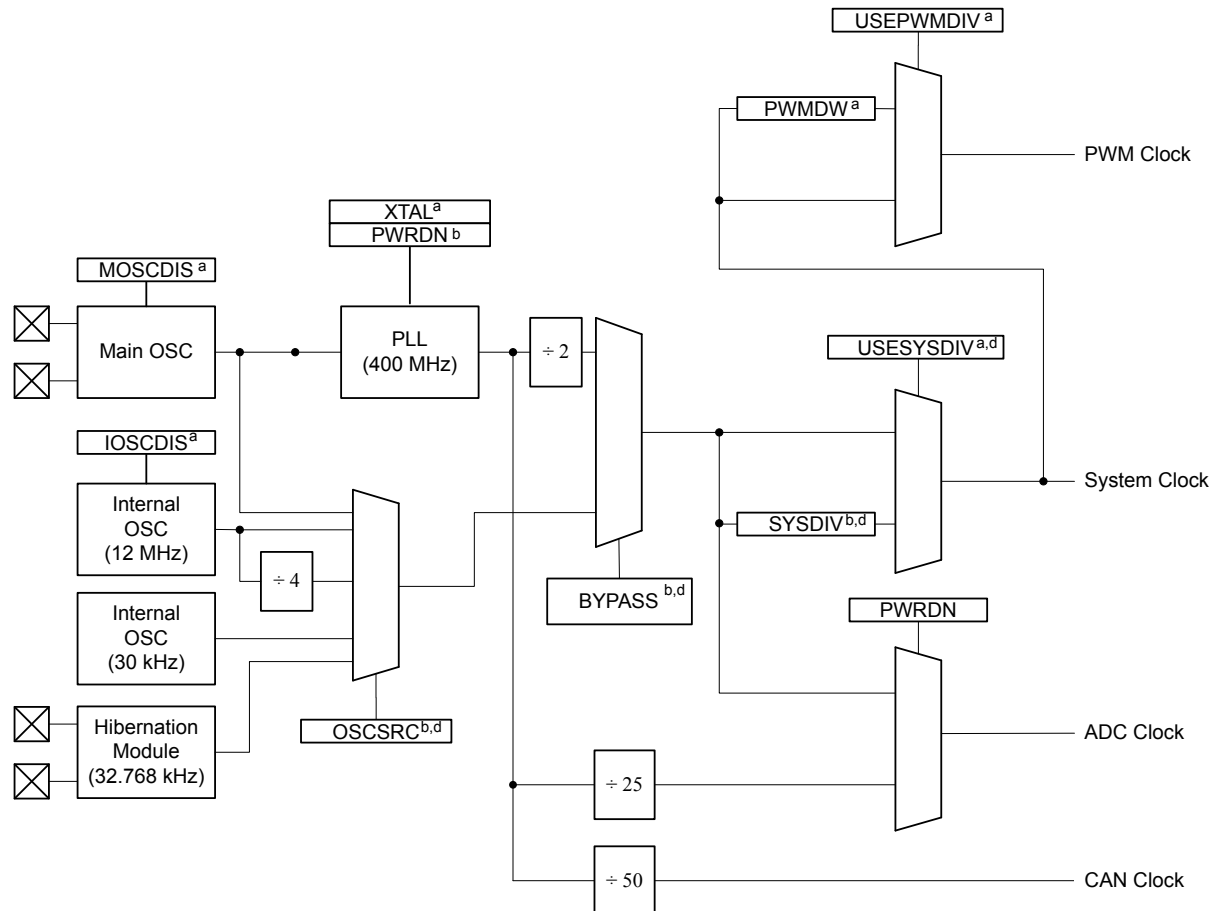 USEPWMDIV a
PWMDW a
PWM Clock
XTAL a
PWRDN b
MOSCDIS a
Main OSC
PLL
(400 MHz)
÷ 2
USESYSDIV a,d
IOSCDIS a
Internal
OSC
(12 MHz)
÷ 4
System Clock
SYSDIV b,d
BYPASS b,d
Internal
OSC
(30 kHz)
PWRDN
OSCSRC b,d
Hibernation
Module
(32.768 kHz)
ADC Clock
÷ 25
÷ 50
CAN Clock